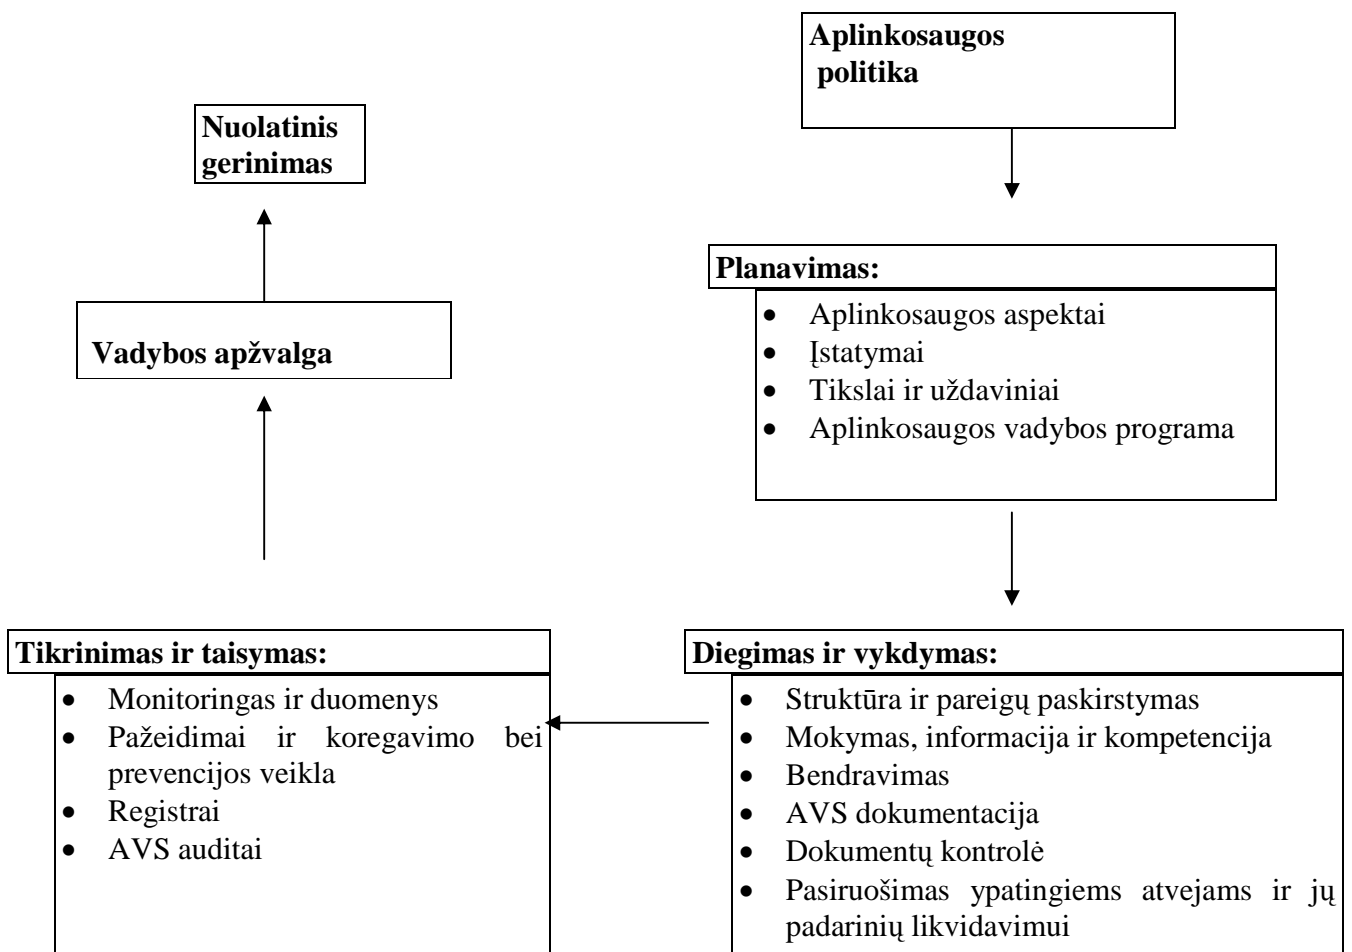 Aplinkosaugos
politika
Nuolatinis
gerinimas
Planavimas:
• Aplinkosaugos aspektai
• Įstatymai
• Tikslai ir uždaviniai
• Aplinkosaugos vadybos programa
Vadybos apžvalga
Tikrinimas ir taisymas:
• Monitoringas ir duomenys
• Pažeidimai ir koregavimo bei
prevencijos veikla
• Registrai
• AVS auditai
Diegimas ir vykdymas:
• Struktūra ir pareigų paskirstymas
• Mokymas, informacija ir kompetencija
• Bendravimas
• AVS dokumentacija
• Dokumentų kontrolė
• Pasiruošimas ypatingiems atvejams ir jų
padarinių likvidavimui